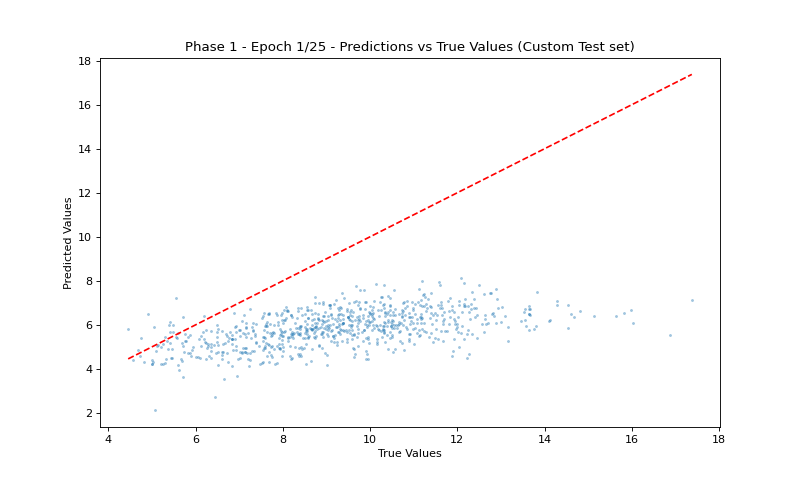 Phase 1 - Epoch 1/25 - Predictions vs True Values (Custom Test set)
18
16
14
12
10
8
6
4
2
Predicted Values
4 6 8 10 12 14 16 18
True Values